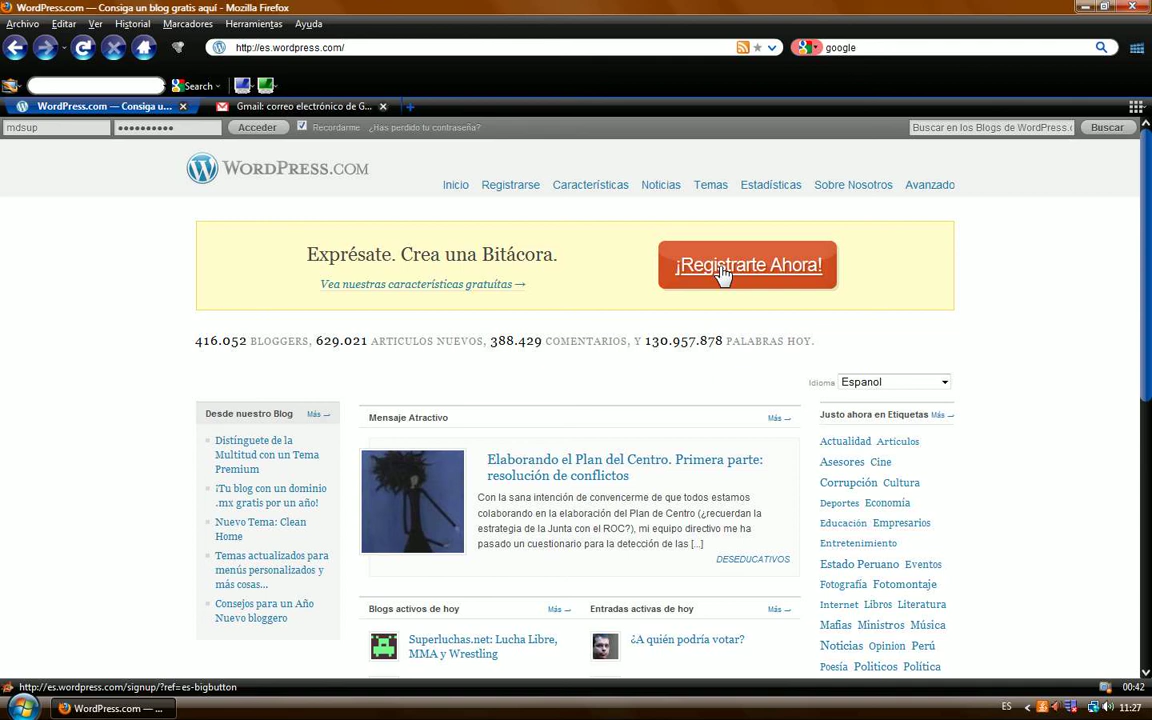 WordPress.com — Consiga un blog gratis aquí - Mozilla Firefox
Archivo Editar Ver Historial Marcadores Herramientas Ayuda
http://es.wordpress.com/
google
Search
WordPress.com — Consiga u...
Gmail: correo electrónico de G...
mdsup
••••••••••
Acceder
Recordarme
¿Has perdido tu contraseña?
Buscar en los Blogs de WordPress.c
Buscar
WORDPRESS.COM
Inicio Registrarse Características Noticias Temas Estadísticas Sobre Nosotros Avanzado
Exprésate. Crea una Bitácora.
Vea nuestras características gratuitas →
¡Registrarte Ahora!
416.052 BLOGGERS, 629.021 ARTICULOS NUEVOS, 388.429 COMENTARIOS, Y 130.957.878 PALABRAS HOY.
Idioma Espanol
Desde nuestro Blog Más
Distínguete de la
Multitud con un Tema
Premium
¡Tu blog con un dominio
.mx gratis por un año!
Nuevo Tema: Clean
Home
Temas actualizados para
menús personalizados y
más cosas...
Consejos para un Año
Nuevo bloggero
Mensaje Atractivo Más
Elaborando el Plan del Centro. Primera parte:
resolución de conflictos
Con la sana intención de convencerme de que todos estamos
colaborando en la elaboración del Plan de Centro (¿recuerdan la
estrategia de la Junta con el ROC?), mi equipo directivo me ha
pasado un cuestionario para la detección de las [...]
DESEDUCATIVOS
Blogs activos de hoy Más
Superluchas.net: Lucha Libre,
MMA y Wrestling
Entradas activas de hoy Más
¿A quién podría votar?
Justo ahora en Etiquetas Más
Actualidad Artículos
Asesores Cine
Corrupción Cultura
Deportes Economía
Educación Empresarios
Entretenimiento
Estado Peruano Eventos
Fotografía Fotomontaje
Internet Libros Literatura
Mafias Ministros Música
Noticias Opinion Perú
Poesía Politicos Política
http://es.wordpress.com/signup/?ref=es-bigbutton
00:42
WordPress.com — ...
ES
11:27